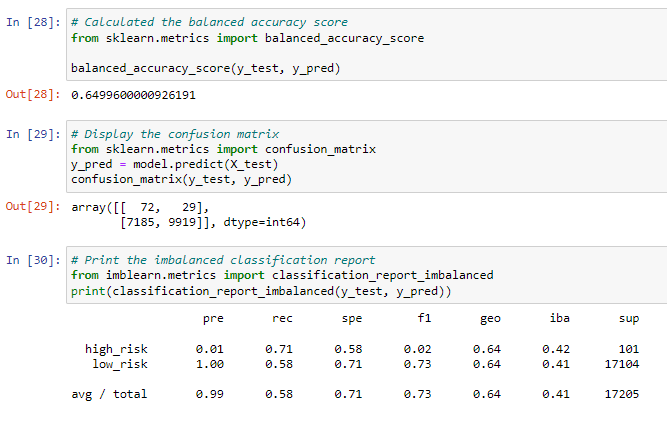 In [28]: # Calculated the balanced accuracy score
from sklearn.metrics import balanced_accuracy_score
balanced_accuracy_score(y_test, y_pred)
Out[28]: 0.6499600000926191
In [29]: # Display the confusion matrix
from sklearn.metrics import confusion_matrix
y_pred = model.predict(X_test)
confusion_matrix(y_test, y_pred)
Out[29]: array([[  72,   29],
[7185, 9919]], dtype=int64)
In [30]: # Print the imbalanced classification report
from imblearn.metrics import classification_report_imbalanced
print(classification_report_imbalanced(y_test, y_pred))
pre rec spe f1 geo iba sup
high_risk 0.01 0.71 0.58 0.02 0.64 0.42 101
low_risk 1.00 0.58 0.71 0.73 0.64 0.41 17104
avg / total 0.99 0.58 0.71 0.73 0.64 0.41 17205